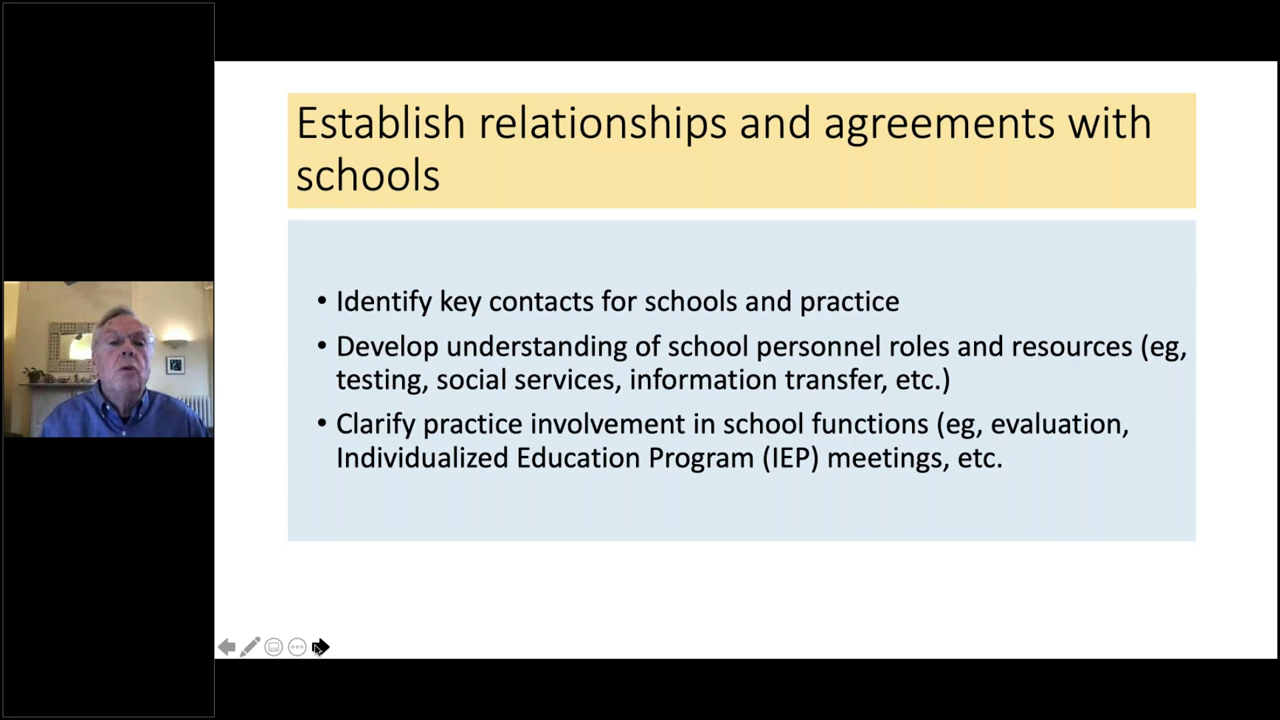 Establish relationships and agreements with
schools
• Identify key contacts for schools and practice
• Develop understanding of school personnel roles and resources (eg,
testing, social services, information transfer, etc.)
• Clarify practice involvement in school functions (eg, evaluation,
Individualized Education Program (IEP) meetings, etc.